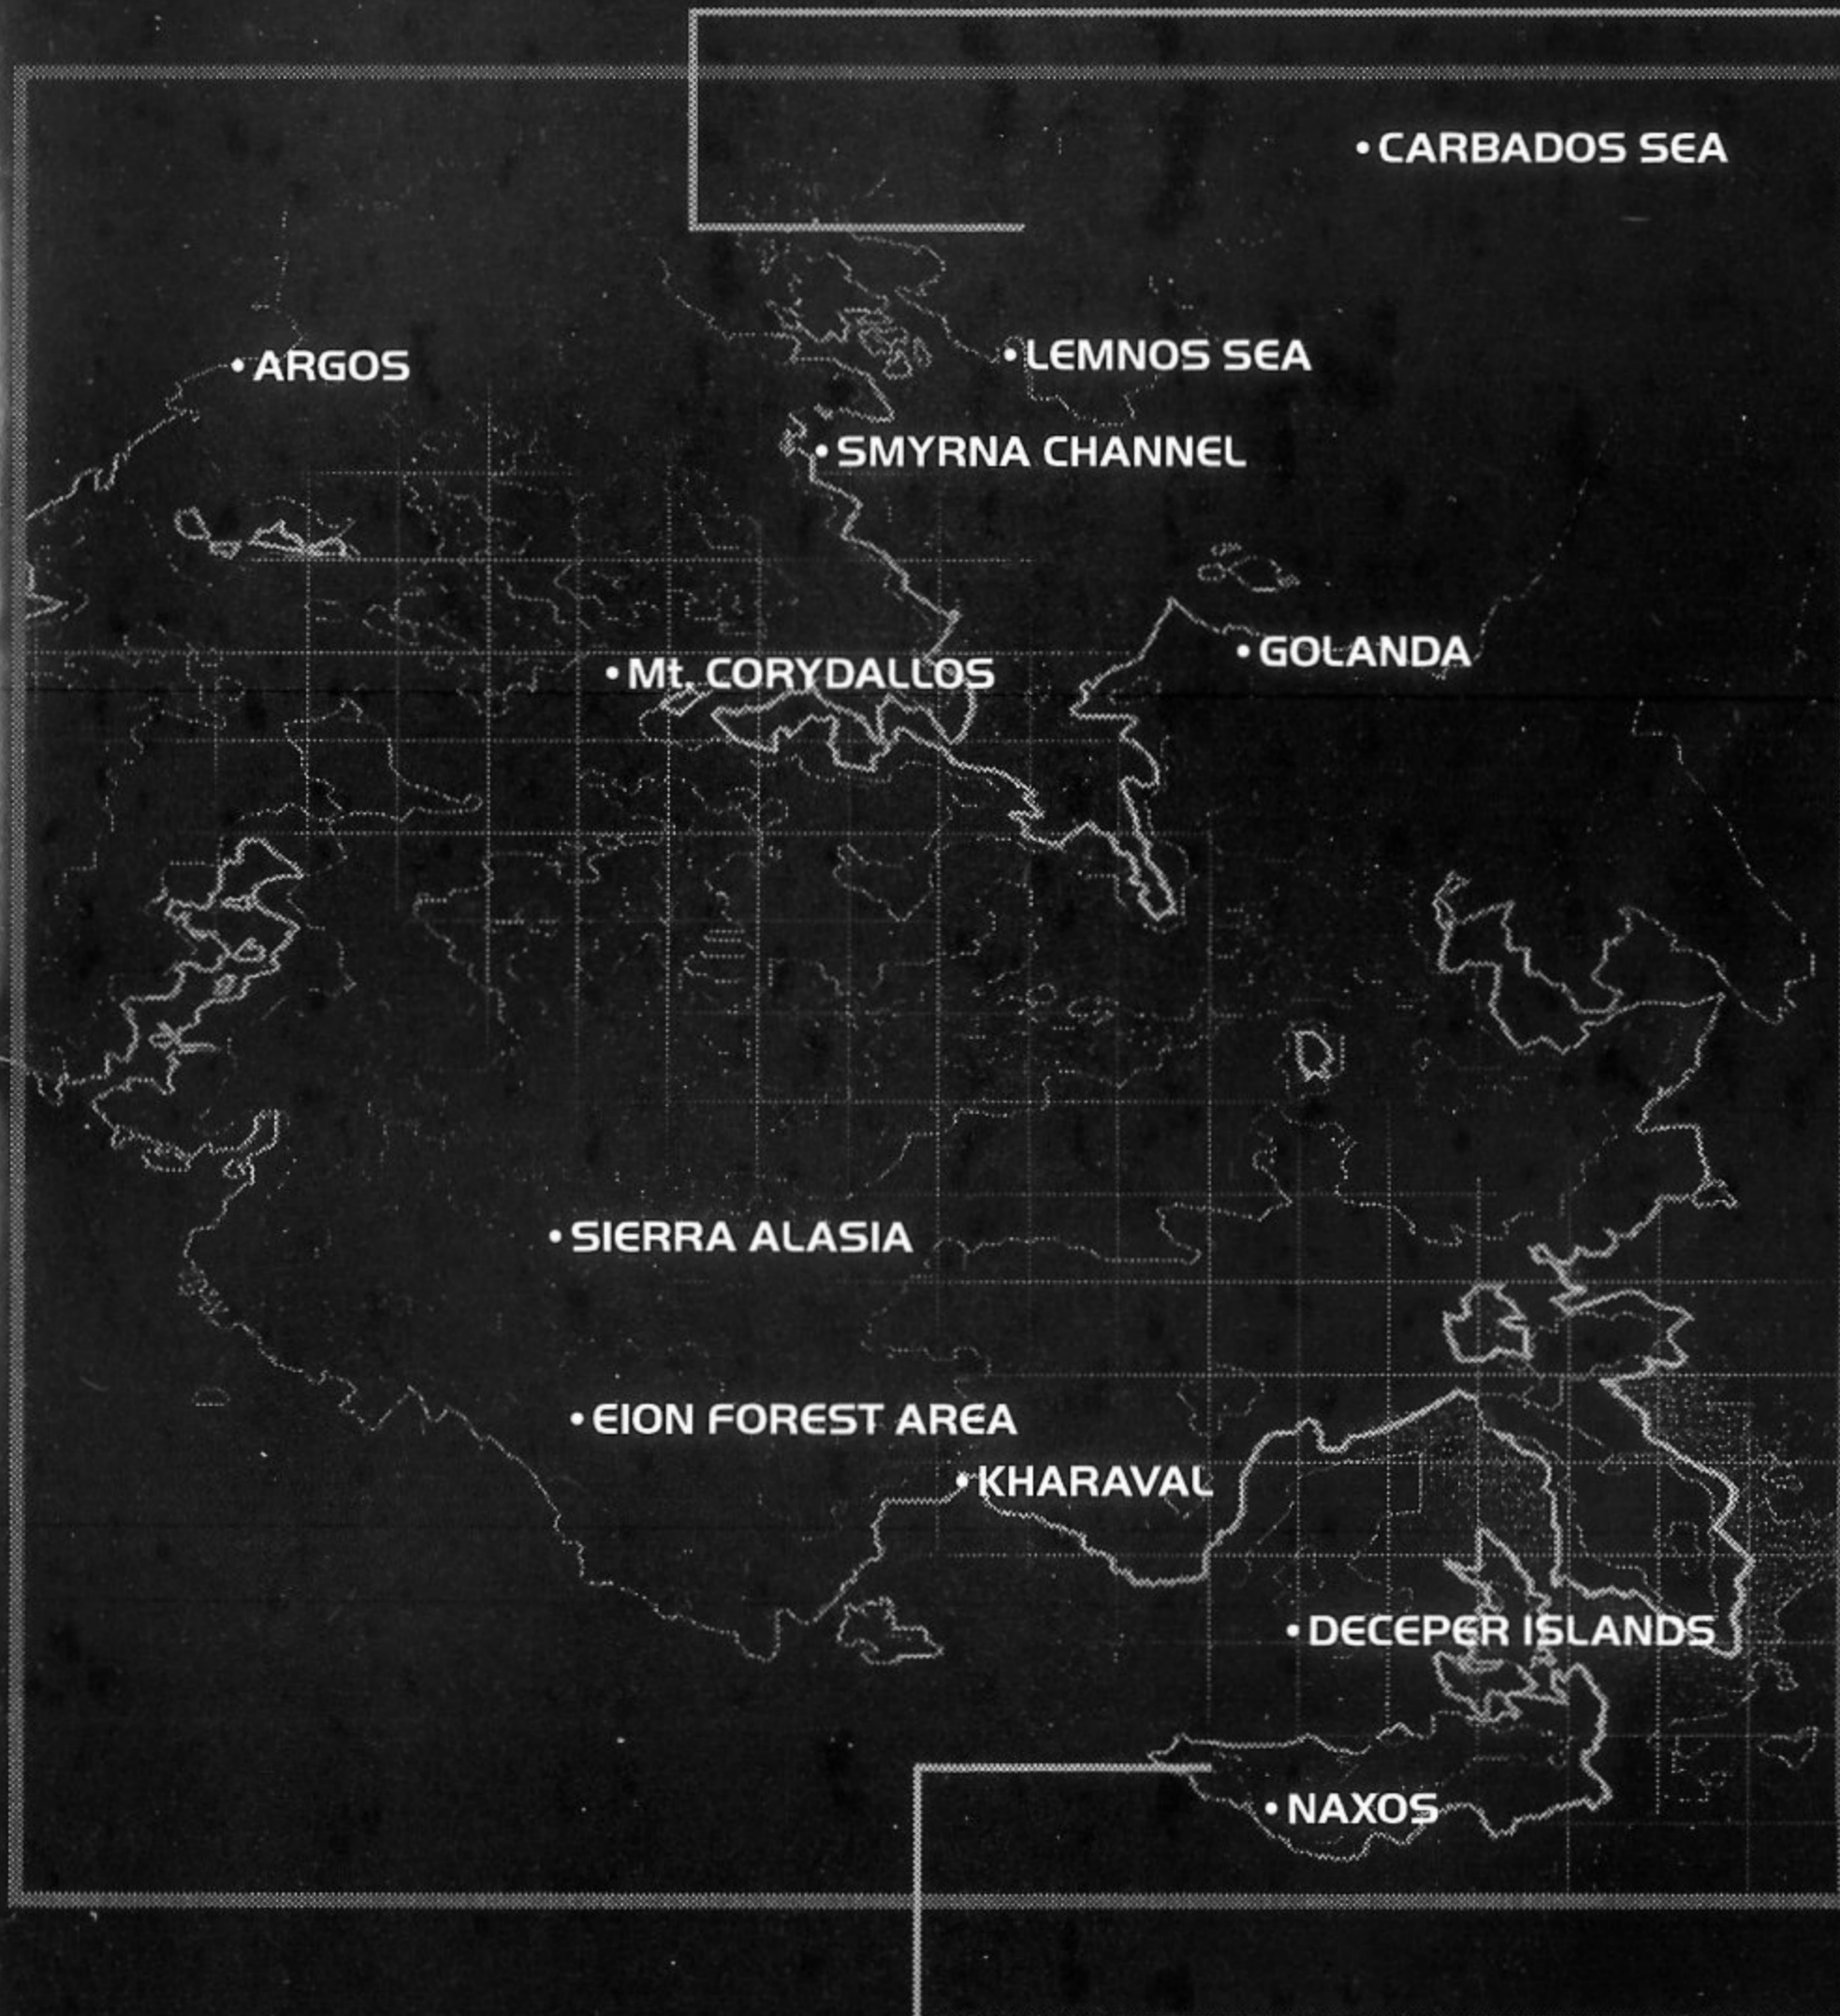 • CARBADOS SEA
• LEMNOS SEA
• ARGOS
• SMYRNA CHANNEL
• GOLANDA
• Mt. CORYDALLOS
• SIERRA ALASIA
• EION FOREST AREA
• KHARAVAL
• DECEPER ISLANDS
• NAXOS